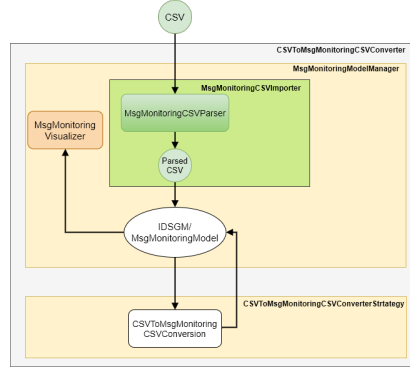 CSV
CSVToMsgMonitoringCSVConverter
MsgMonitoringModelManager
MsgMonitoringCSVImporter
MsgMonitoringCSVParser
MsgMonitoring
Visualizer
Parsed
CSV
IDSGM/
MsgMonitoringModel
CSVToMsgMonitoringCSVConverterStrtategy
CSVToMsgMonitoring
CSVConversion